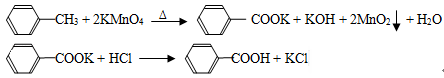 CH₃ + 2KMnO₄ —Δ→ COOK + KOH + 2MnO₂↓ + H₂O
COOK + HCl ⟶ COOH + KCl